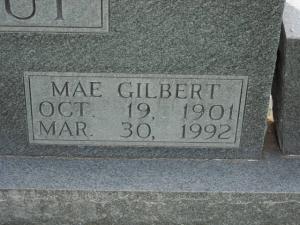 MAE GILBERT
OCT. 19, 1901
MAR. 30, 1992